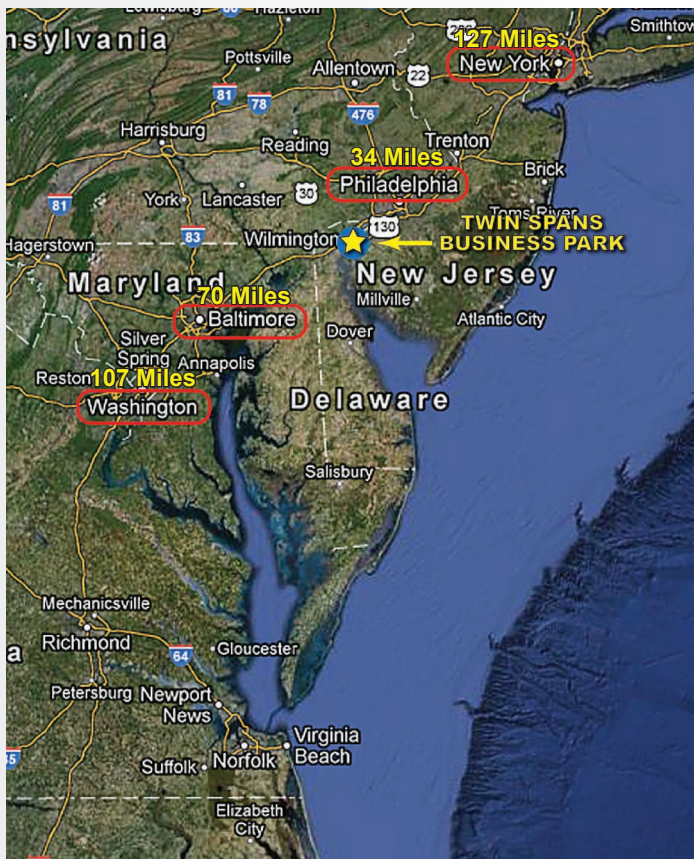 nsylvania
Pottsville
Allentown
22
127 Miles
New York
Smithtow
81
78
476
Harrisburg
Reading
Trenton
34 Miles
Philadelphia
Brick
81
York
Lancaster
30
Toms River
130
83
Wilmington
TWIN SPANS
BUSINESS PARK
Hagerstown
Maryland
New Jersey
70 Miles
Baltimore
Millville
Atlantic City
Silver
Spring
Dover
Reston
107 Miles
Annapolis
Washington
Delaware
Salisbury
Mechanicsville
Richmond
a
64
Gloucester
Petersburg
Newport
News
Virginia
Beach
Norfolk
Suffolk
Elizabeth
City